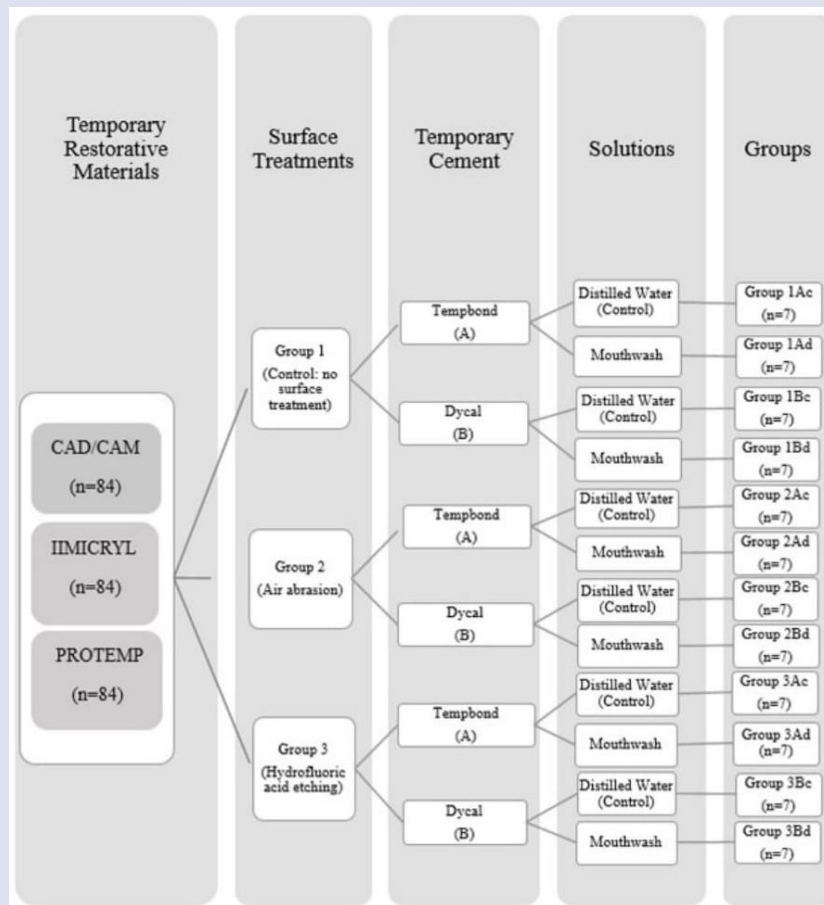 Temporary
Restorative
Materials
Surface
Treatments
Temporary
Cement
Solutions
Groups
CAD/CAM
(n=84)
IIMICRYL
(n=84)
PROTEMP
(n=84)
Group 1
(Control: no
surface
treatment)
Group 2
(Air abrasion)
Group 3
(Hydrofluoric
acid etching)
Tempbond
(A)
Dycal
(B)
Tempbond
(A)
Dycal
(B)
Tempbond
(A)
Dycal
(B)
Distilled Water
(Control)
Mouthwash
Distilled Water
(Control)
Mouthwash
Distilled Water
(Control)
Mouthwash
Distilled Water
(Control)
Mouthwash
Distilled Water
(Control)
Mouthwash
Distilled Water
(Control)
Mouthwash
Group 1Ac
(n=7)
Group 1Ad
(n=7)
Group 1Bc
(n=7)
Group 1Bd
(n=7)
Group 2Ac
(n=7)
Group 2Ad
(n=7)
Group 2Bc
(n=7)
Group 2Bd
(n=7)
Group 3Ac
(n=7)
Group 3Ad
(n=7)
Group 3Bc
(n=7)
Group 3Bd
(n=7)